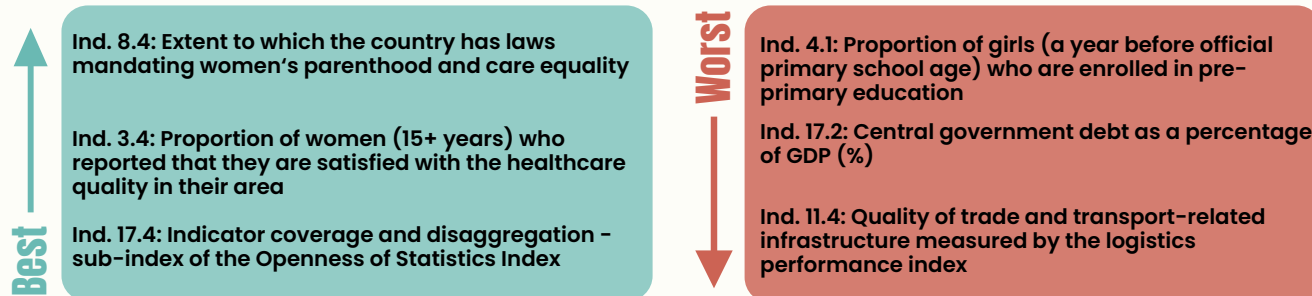 Best
Ind. 8.4: Extent to which the country has laws
mandating women‘s parenthood and care equality
Ind. 3.4: Proportion of women (15+ years) who
reported that they are satisfied with the healthcare
quality in their area
Ind. 17.4: Indicator coverage and disaggregation -
sub-index of the Openness of Statistics Index
Worst
Ind. 4.1: Proportion of girls (a year before official
primary school age) who are enrolled in pre-
primary education
Ind. 17.2: Central government debt as a percentage
of GDP (%)
Ind. 11.4: Quality of trade and transport-related
infrastructure measured by the logistics
performance index